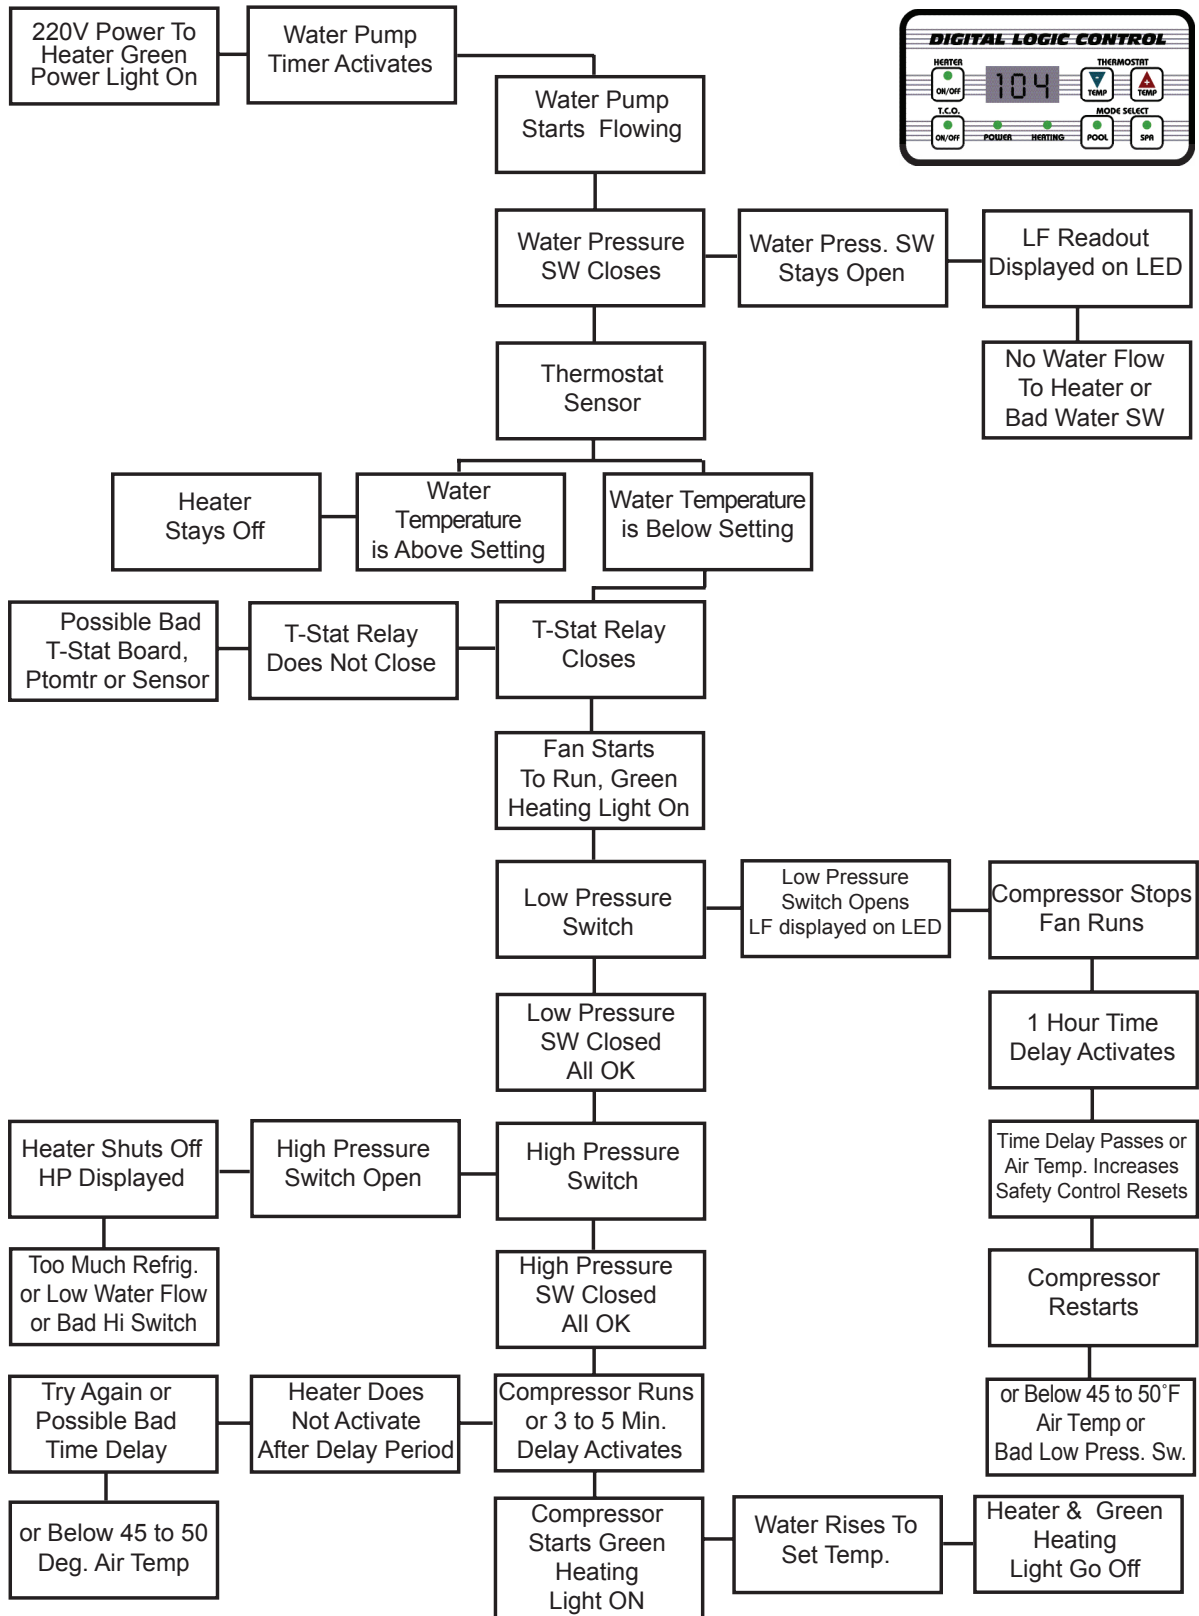 220V Power To
Heater Green
Power Light On
Water Pump
Timer Activates
Water Pump
Starts Flowing
DIGITAL LOGIC CONTROL
HEATER
THERMOSTAT
ON/OFF
104
TEMP
TEMP
T.C.O.
MODE SELECT
ON/OFF
POWER
HEATING
POOL
SPA
Water Pressure
SW Closes
Water Press. SW
Stays Open
LF Readout
Displayed on LED
No Water Flow
To Heater or
Bad Water SW
Thermostat
Sensor
Heater
Stays Off
Water
Temperature
is Above Setting
Water Temperature
is Below Setting
Possible Bad
T-Stat Board,
Ptomtr or Sensor
T-Stat Relay
Does Not Close
T-Stat Relay
Closes
Fan Starts
To Run, Green
Heating Light On
Low Pressure
Switch
Low Pressure
Switch Opens
LF displayed on LED
Compressor Stops
Fan Runs
Low Pressure
SW Closed
All OK
1 Hour Time
Delay Activates
Heater Shuts Off
HP Displayed
High Pressure
Switch Open
High Pressure
Switch
Time Delay Passes or
Air Temp. Increases
Safety Control Resets
Too Much Refrig.
or Low Water Flow
or Bad Hi Switch
High Pressure
SW Closed
All OK
Compressor
Restarts
Try Again or
Possible Bad
Time Delay
Heater Does
Not Activate
After Delay Period
Compressor Runs
or 3 to 5 Min.
Delay Activates
or Below 45 to 50˚F
Air Temp or
Bad Low Press. Sw.
or Below 45 to 50
Deg. Air Temp
Compressor
Starts Green
Heating
Light ON
Water Rises To
Set Temp.
Heater & Green
Heating
Light Go Off